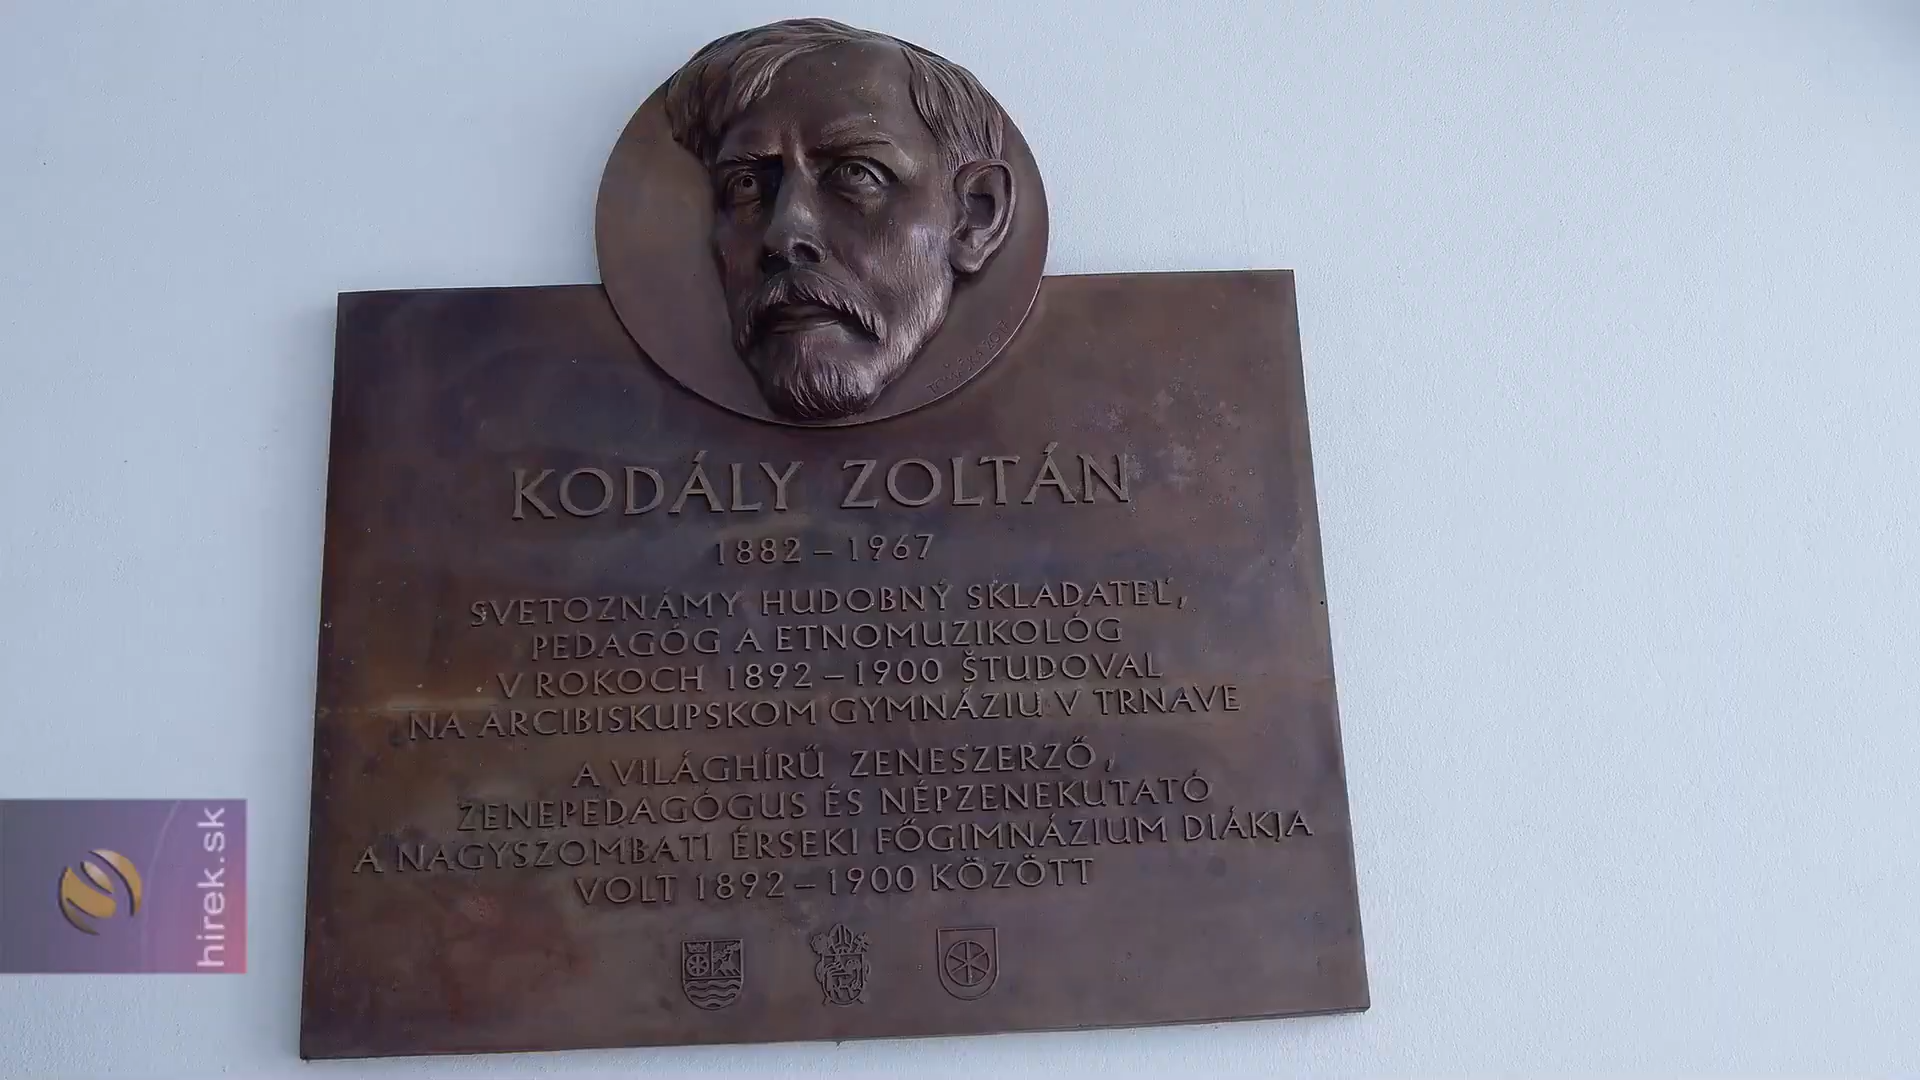 KODÁLY ZOLTÁN
1882 – 1967
SVETOZNÁMY HUDOBNÝ SKLADATEĽ,
PEDAGÓG A ETNOMUZIKOLÓG
V ROKOCH 1892 – 1900 ŠTUDOVAL
NA ARCIBISKUPSKOM GYMNÁZIU V TRNAVE
A VILÁGHÍRŰ ZENESZERZŐ,
ZENEPEDAGÓGUS ÉS NÉPZENEKUTATÓ
A NAGYSZOMBATI ÉRSEKI FŐGIMNÁZIUM DIÁKJA
VOLT 1892 – 1900 KÖZÖTT
hirek.sk